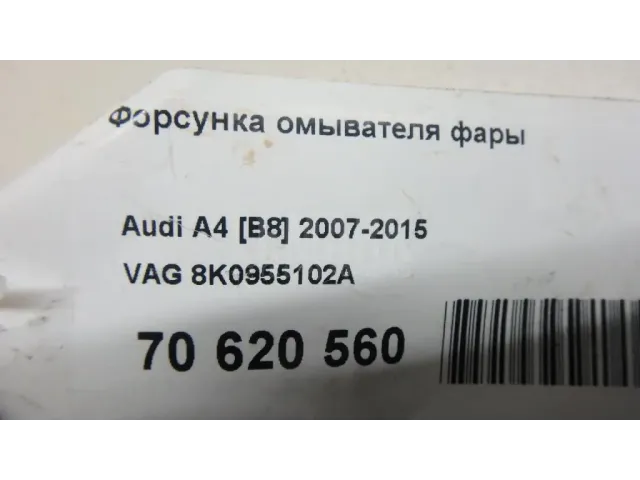 Форсунка омывателя фары
Audi A4 [B8] 2007-2015
VAG 8K0955102A
70 620 560